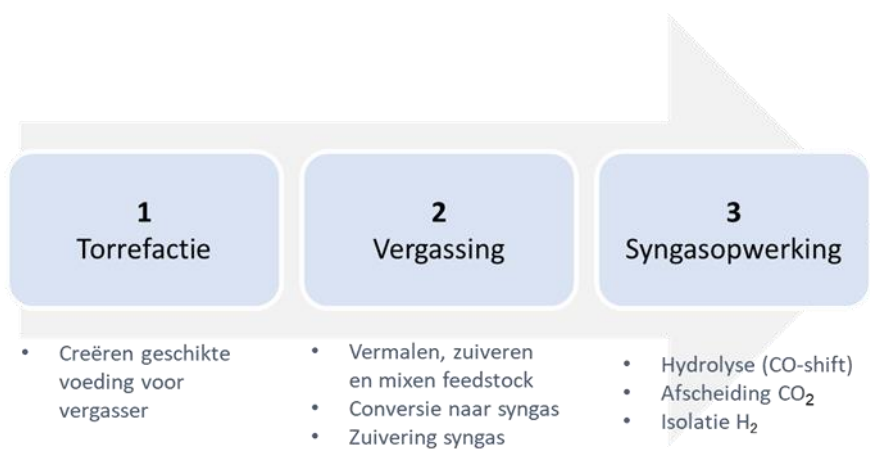 1
Torrefactie
2
Vergassing
3
Syngasopwerking
• Creëren geschikte
voeding voor
vergasser
• Vermalen, zuiveren
en mixen feedstock
• Conversie naar syngas
• Zuivering syngas
• Hydrolyse (CO-shift)
• Afscheiding CO₂
• Isolatie H₂